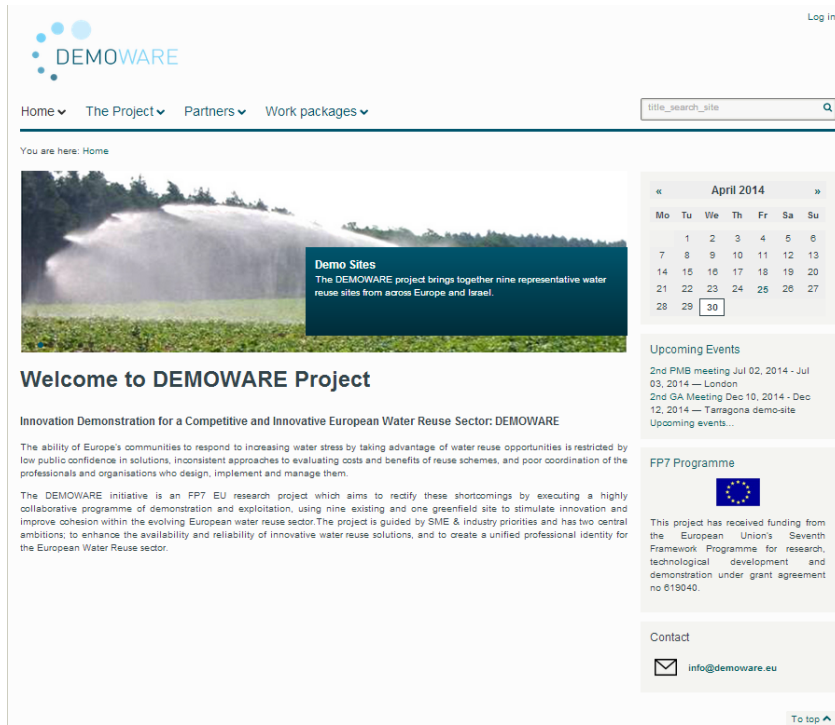 Log in
DEMOWARE
Home The Project Partners Work packages
title_search_site
You are here: Home
Demo Sites
The DEMOWARE project brings together nine representative water
reuse sites from across Europe and Israel.
« April 2014 »
Mo Tu We Th Fr Sa Su
1 2 3 4 5 6
7 8 9 10 11 12 13
14 15 16 17 18 19 20
21 22 23 24 25 26 27
28 29 30
Welcome to DEMOWARE Project
Innovation Demonstration for a Competitive and Innovative European Water Reuse Sector: DEMOWARE
The ability of Europe's communities to respond to increasing water stress by taking advantage of water reuse opportunities is restricted by
low public confidence in solutions, inconsistent approaches to evaluating costs and benefits of reuse schemes, and poor coordination of the
professionals and organisations who design, implement and manage them.
The DEMOWARE initiative is an FP7 EU research project which aims to rectify these shortcomings by executing a highly
collaborative programme of demonstration and exploitation, using nine existing and one greenfield site to stimulate innovation and
improve cohesion within the evolving European water reuse sector.The project is guided by SME & industry priorities and has two central
ambitions; to enhance the availability and reliability of innovative water reuse solutions, and to create a unified professional identity for
the European Water Reuse sector.
Upcoming Events
2nd PMB meeting Jul 02, 2014 - Jul
03, 2014 — London
2nd GA Meeting Dec 10, 2014 - Dec
12, 2014 — Tarragona demo-site
Upcoming events...
FP7 Programme
This project has received funding from
the European Union's Seventh
Framework Programme for research,
technological development and
demonstration under grant agreement
no 619040.
Contact
info@demoware.eu
To top